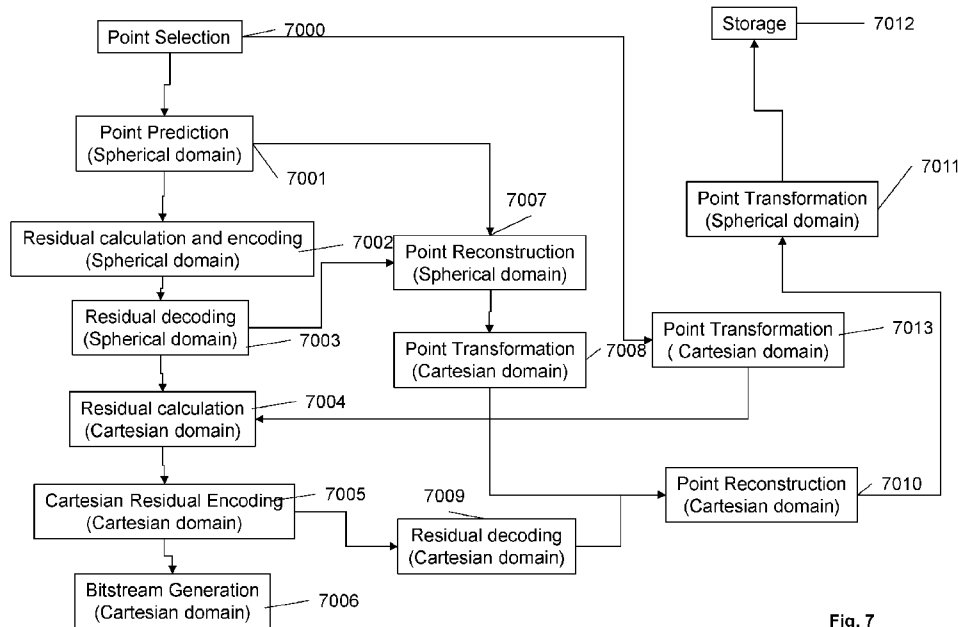 Point Selection
7000
Storage
7012
Point Prediction
(Spherical domain)
7001
7007
Point Transformation
(Spherical domain)
7011
Residual calculation and encoding
(Spherical domain)
7002
Point Reconstruction
(Spherical domain)
Residual decoding
(Spherical domain)
7003
Point Transformation
(Cartesian domain)
7008
Point Transformation
( Cartesian domain)
7013
Residual calculation
(Cartesian domain)
7004
Cartesian Residual Encoding
(Cartesian domain)
7005
7009
Residual decoding
(Cartesian domain)
Point Reconstruction
(Cartesian domain)
7010
Bitstream Generation
(Cartesian domain)
7006
Fig. 7